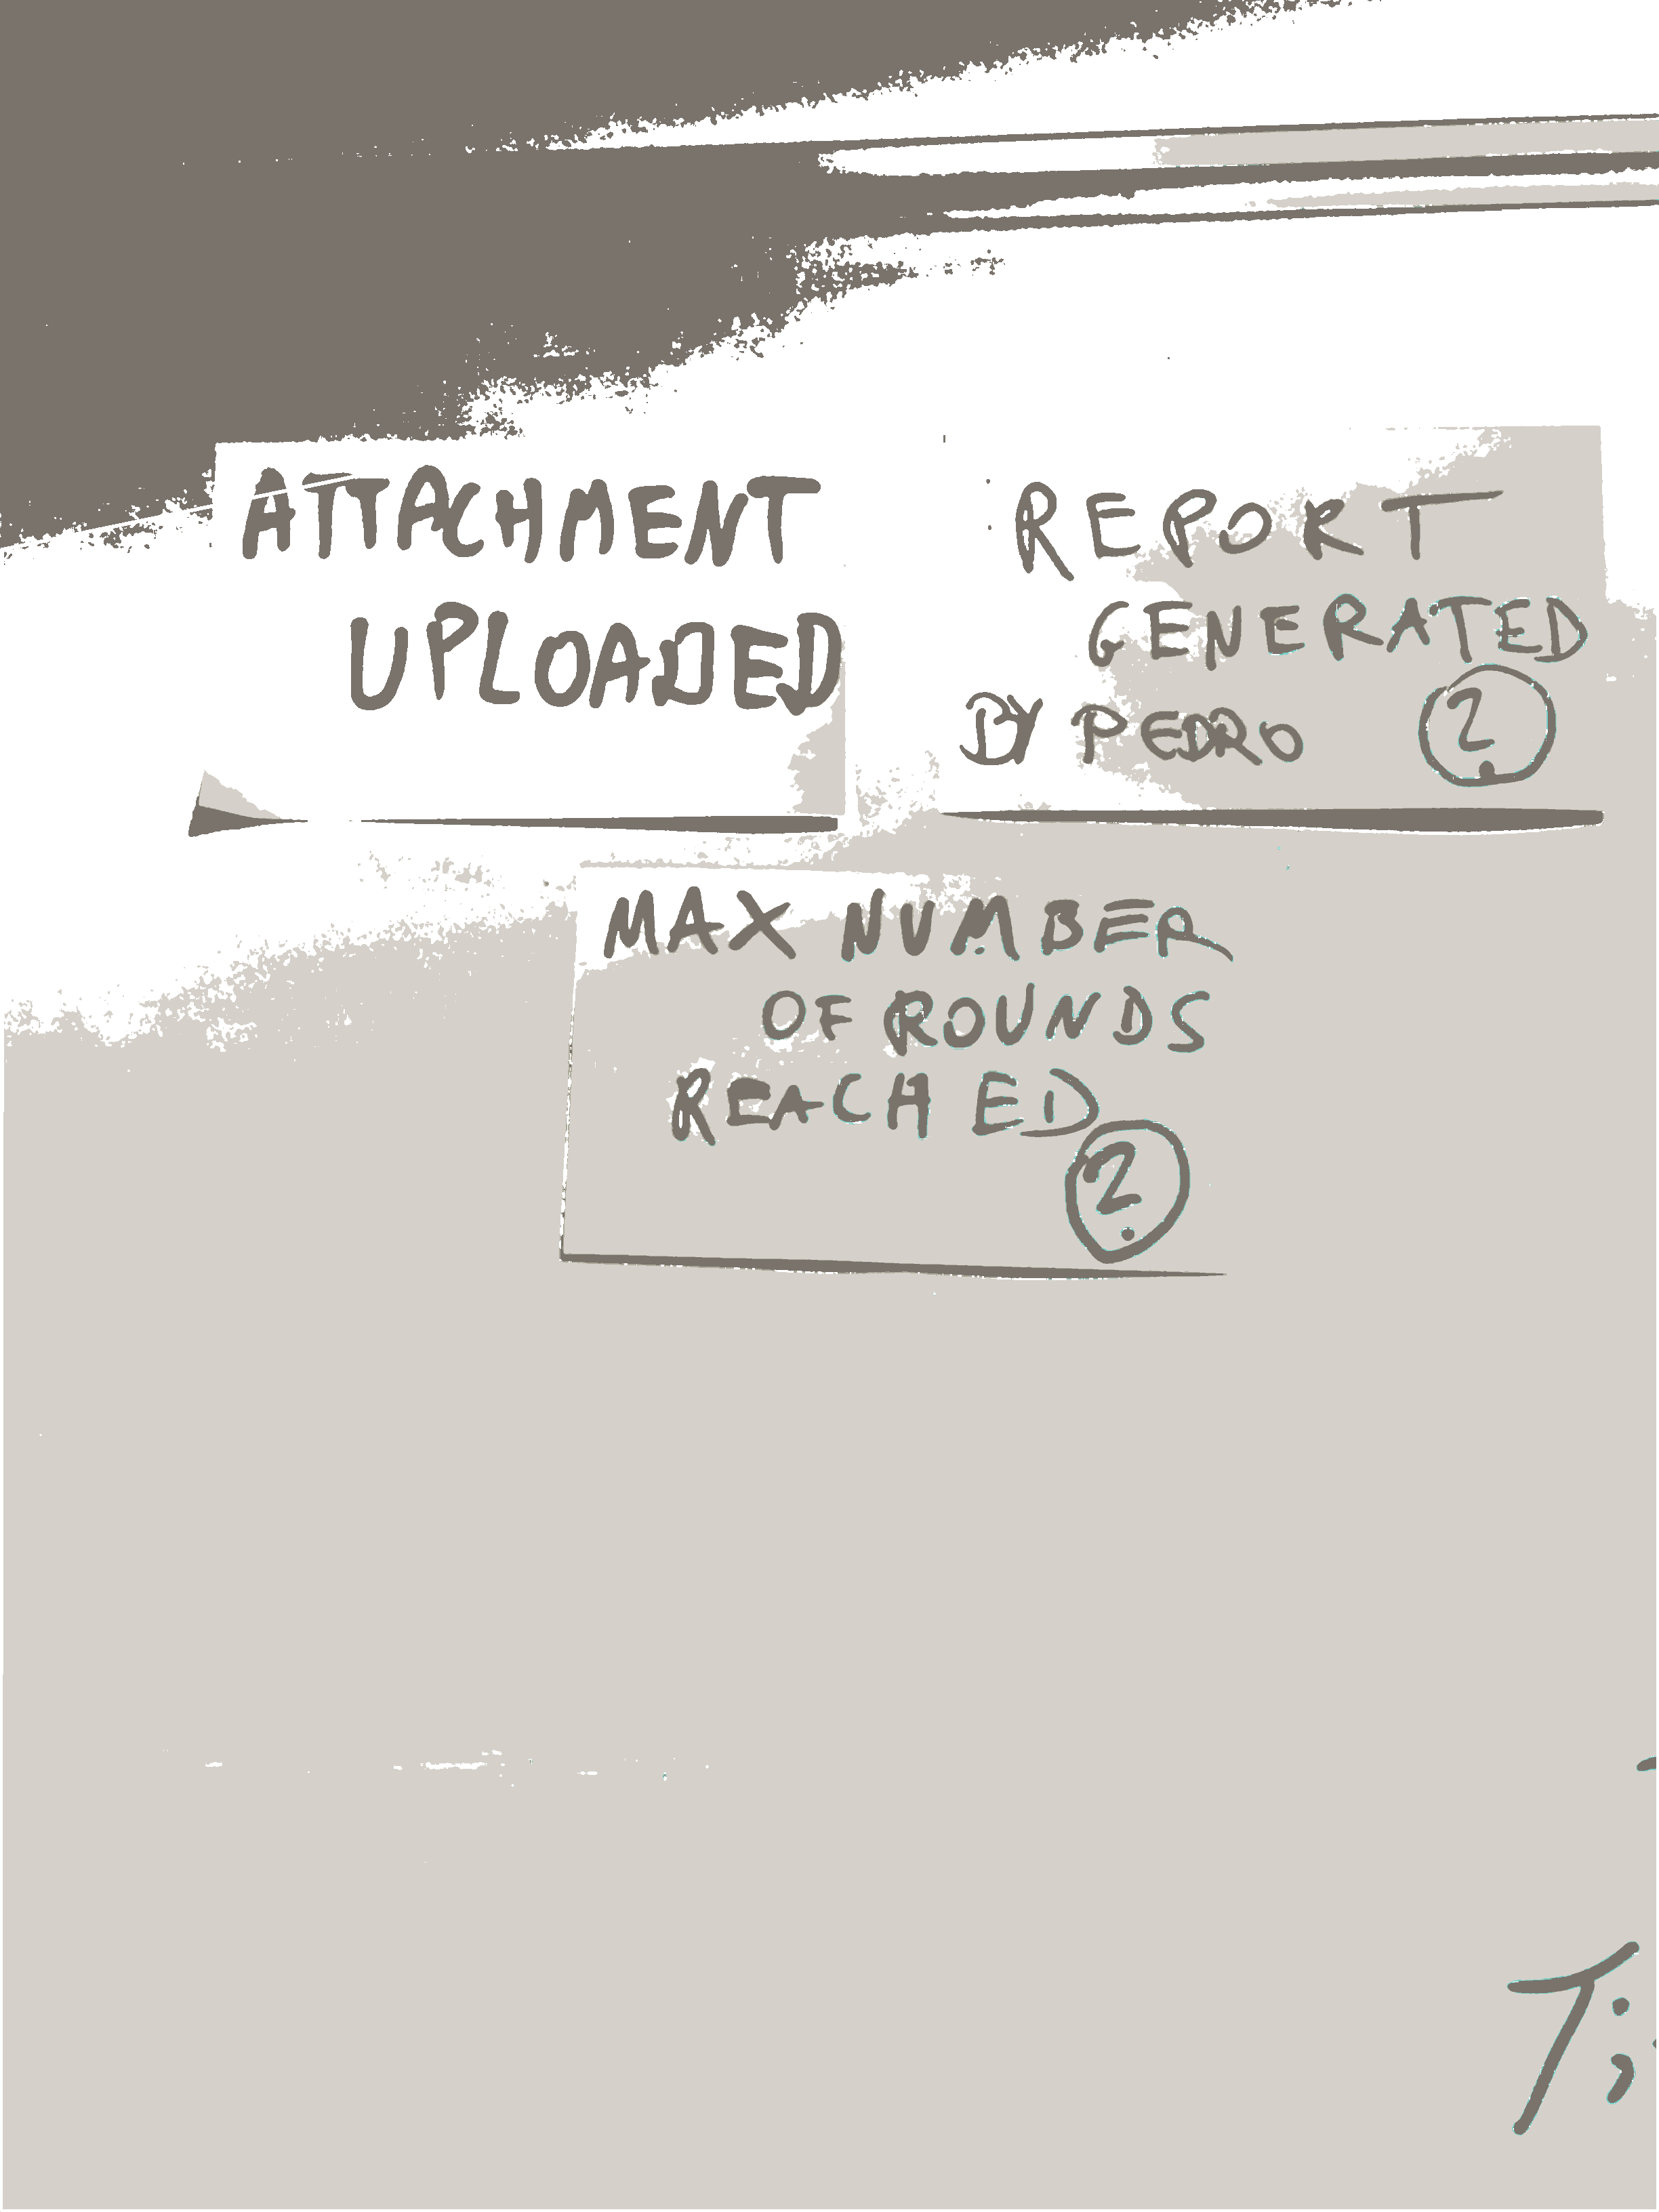 ATTACHMENT
UPLOADED
REPORT
GENERATED
BY PEDRO ?
MAX NUMBER
OF ROUNDS
REACHED
?